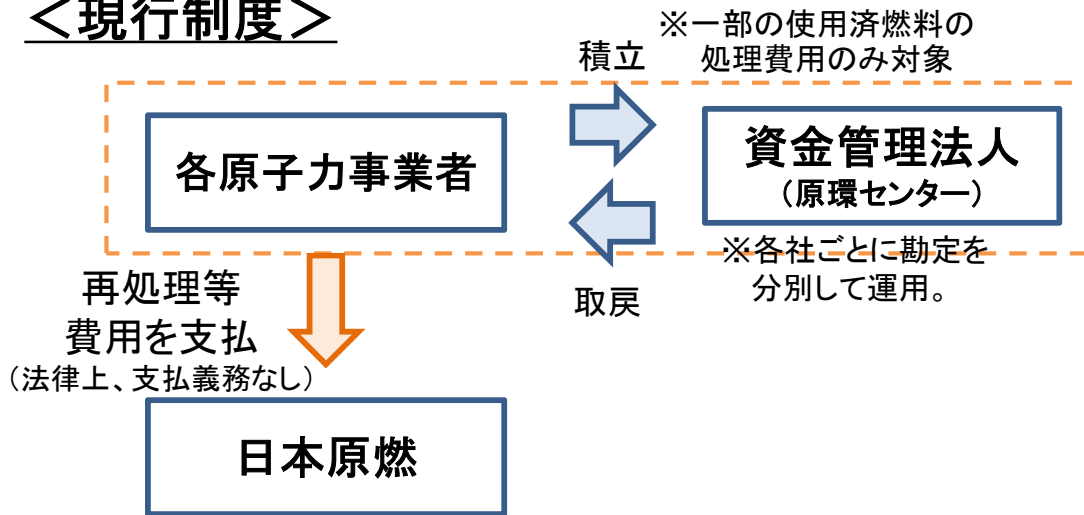 ＜現行制度＞
※一部の使用済燃料の
処理費用のみ対象
積立
各原子力事業者
資金管理法人
（原環センター）
※各社ごとに勘定を
分別して運用。
取戻
再処理等
費用を支払
（法律上、支払義務なし）
日本原燃